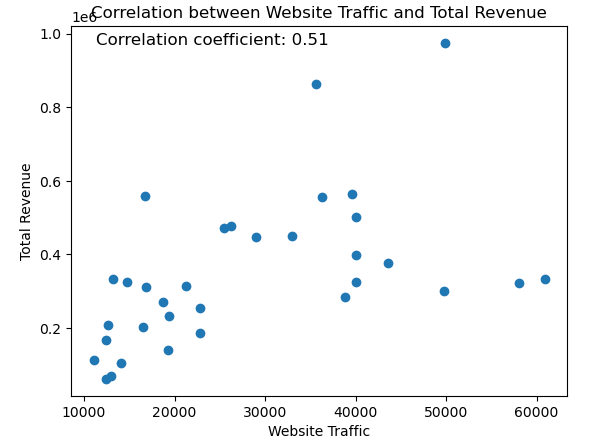 Correlation between Website Traffic and Total Revenue
1e6
Correlation coefficient: 0.51
1.0
0.8
0.6
0.4
0.2
Total Revenue
10000 20000 30000 40000 50000 60000
Website Traffic